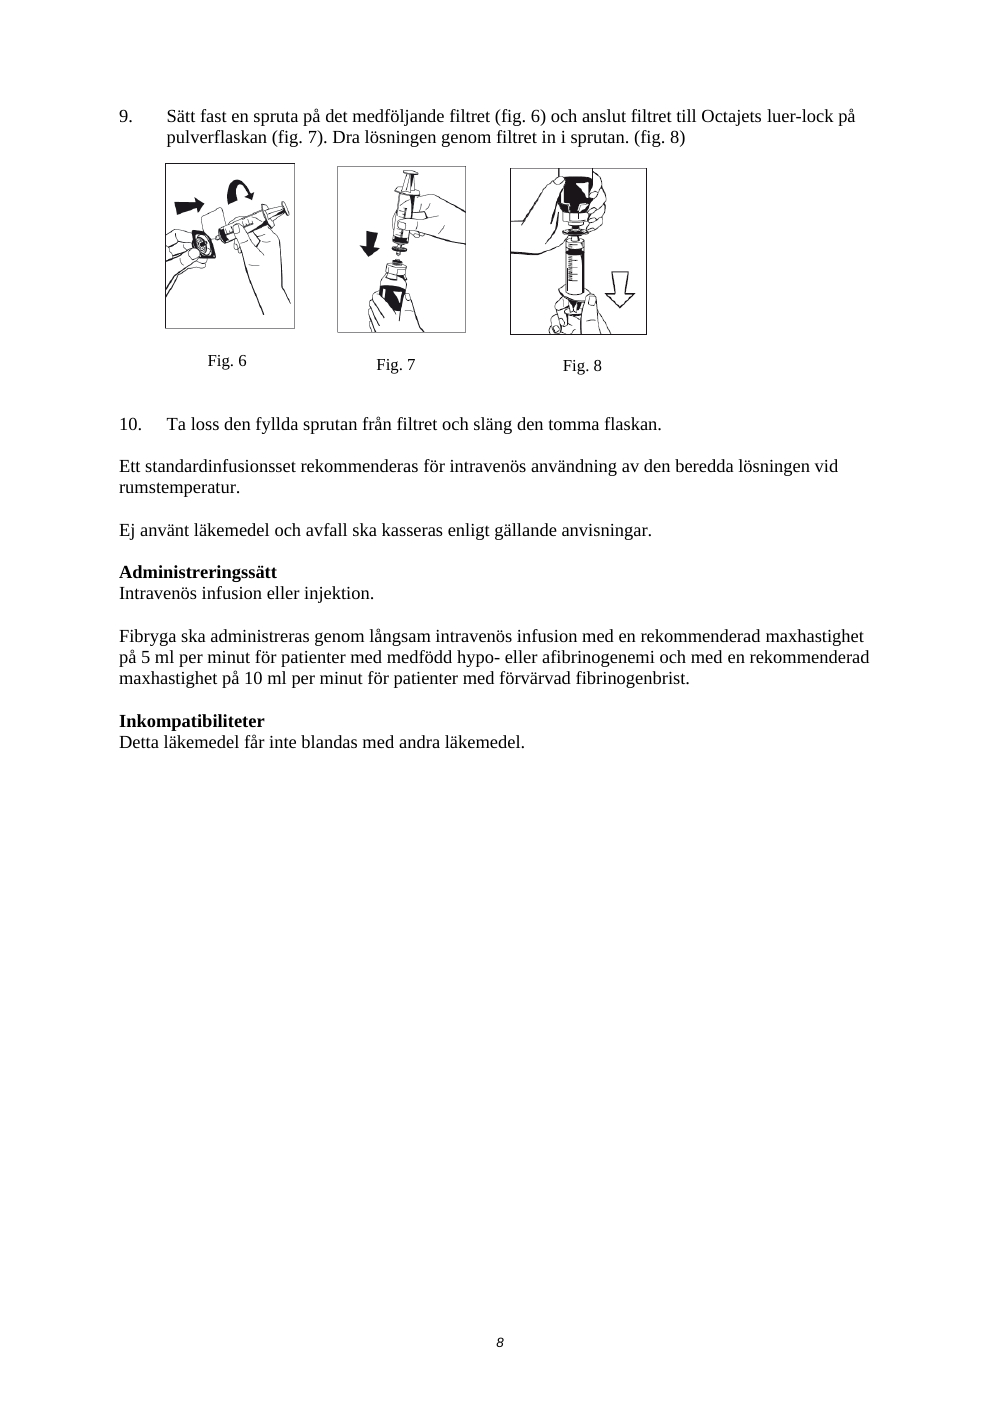 9. Sätt fast en spruta på det medföljande filtret (fig. 6) och anslut filtret till Octajets luer-lock på
pulverflaskan (fig. 7). Dra lösningen genom filtret in i sprutan. (fig. 8)
Fig. 6
Fig. 7
Fig. 8
10. Ta loss den fyllda sprutan från filtret och släng den tomma flaskan.
Ett standardinfusionsset rekommenderas för intravenös användning av den beredda lösningen vid
rumstemperatur.
Ej använt läkemedel och avfall ska kasseras enligt gällande anvisningar.
Administreringssätt
Intravenös infusion eller injektion.
Fibryga ska administreras genom långsam intravenös infusion med en rekommenderad maxhastighet
på 5 ml per minut för patienter med medfödd hypo- eller afibrinogenemi och med en rekommenderad
maxhastighet på 10 ml per minut för patienter med förvärvad fibrinogenbrist.
Inkompatibiliteter
Detta läkemedel får inte blandas med andra läkemedel.
8